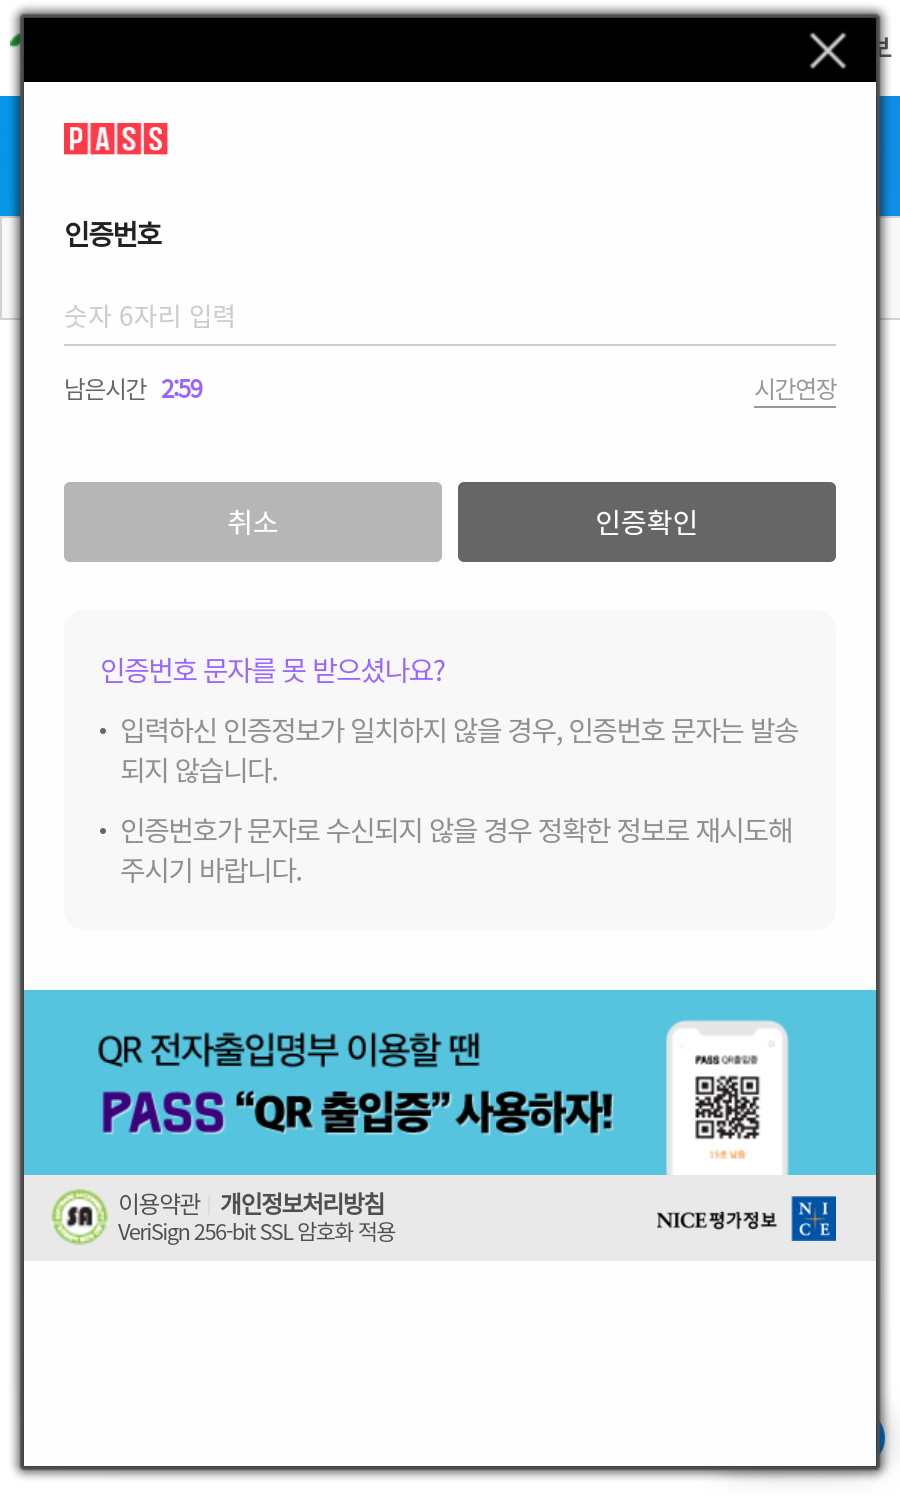 PASS
인증번호
숫자 6자리 입력
남은시간 2:59 시간연장
취소 인증확인
인증번호 문자를 못 받으셨나요?
• 입력하신 인증정보가 일치하지 않을 경우, 인증번호 문자는 발송
되지 않습니다.
• 인증번호가 문자로 수신되지 않을 경우 정확한 정보로 재시도해
주시기 바랍니다.
QR 전자출입명부 이용할 땐
PASS “QR 출입증” 사용하자!
PASS QR출입증
15초 남음
SA
이용약관 | 개인정보처리방침
VeriSign 256-bit SSL 암호화 적용
NICE평가정보 NICE